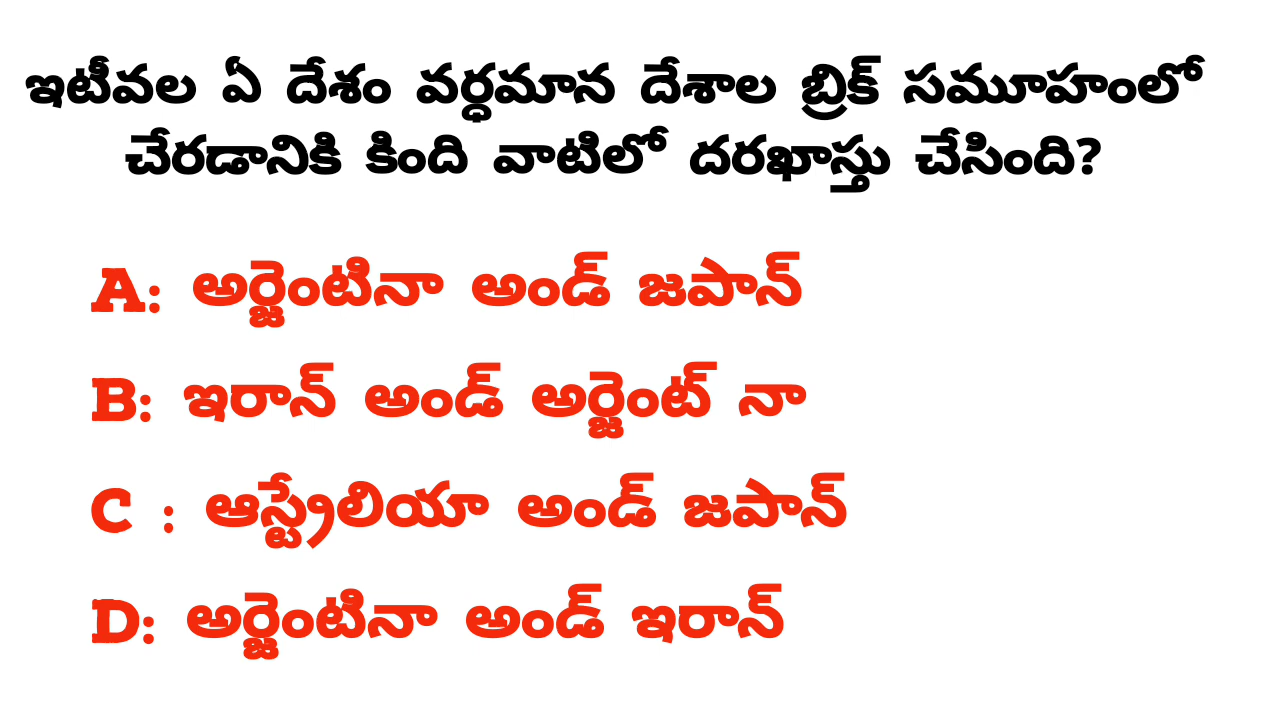 ఇటీవల ఏ దేశం వర్ధమాన దేశాల బ్రిక్ సమూహంలో
చేరడానికి కింది వాటిలో దరఖాస్తు చేసింది?
A: అర్జెంటినా అండ్ జపాన్
B: ఇరాన్ అండ్ అర్జెంట్ నా
C : ఆస్ట్రేలియా అండ్ జపాన్
D: అర్జెంటినా అండ్ ఇరాన్